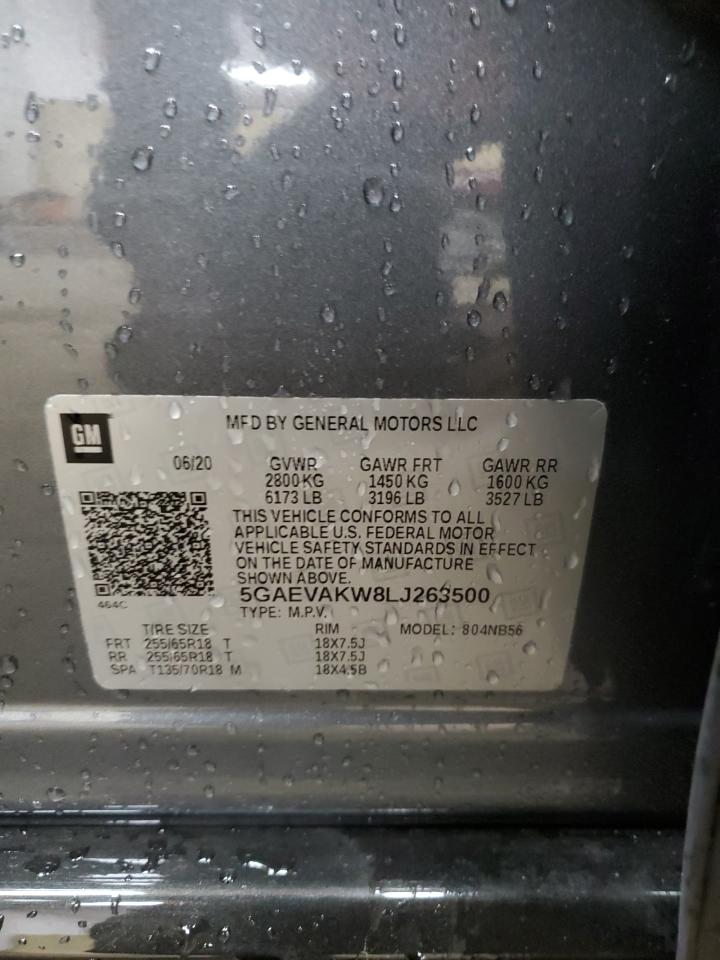 GM
MFD BY GENERAL MOTORS LLC
06/20 GVWR GAWR FRT GAWR RR
2800 KG 1450 KG 1600 KG
6173 LB 3196 LB 3527 LB
THIS VEHICLE CONFORMS TO ALL
APPLICABLE U.S. FEDERAL MOTOR
VEHICLE SAFETY STANDARDS IN EFFECT
ON THE DATE OF MANUFACTURE
SHOWN ABOVE.
464C
5GAEVAKW8LJ263500
TYPE: M.P.V.
TIRE SIZE RIM MODEL: 804NB56
FRT 255/65R18 T 18X7.5J
RR 255/65R18 T 18X7.5J
SPA T135/70R18 M 18X4.5B